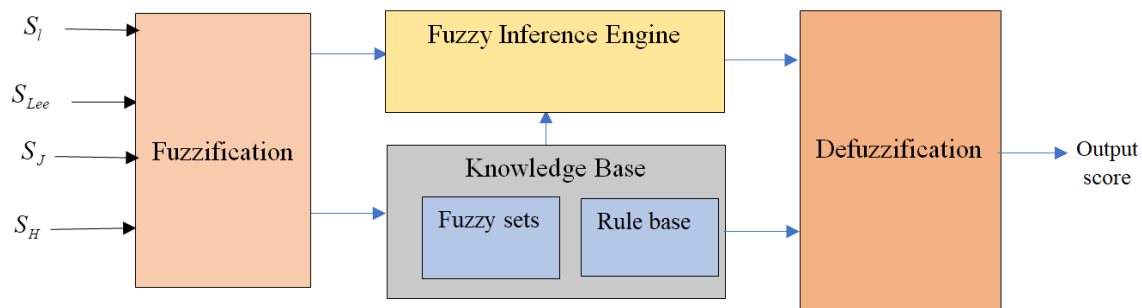 S_l
S_Lee
S_J
S_H
Fuzzification
Fuzzy Inference Engine
Knowledge Base
Fuzzy sets
Rule base
Defuzzification
Output
score